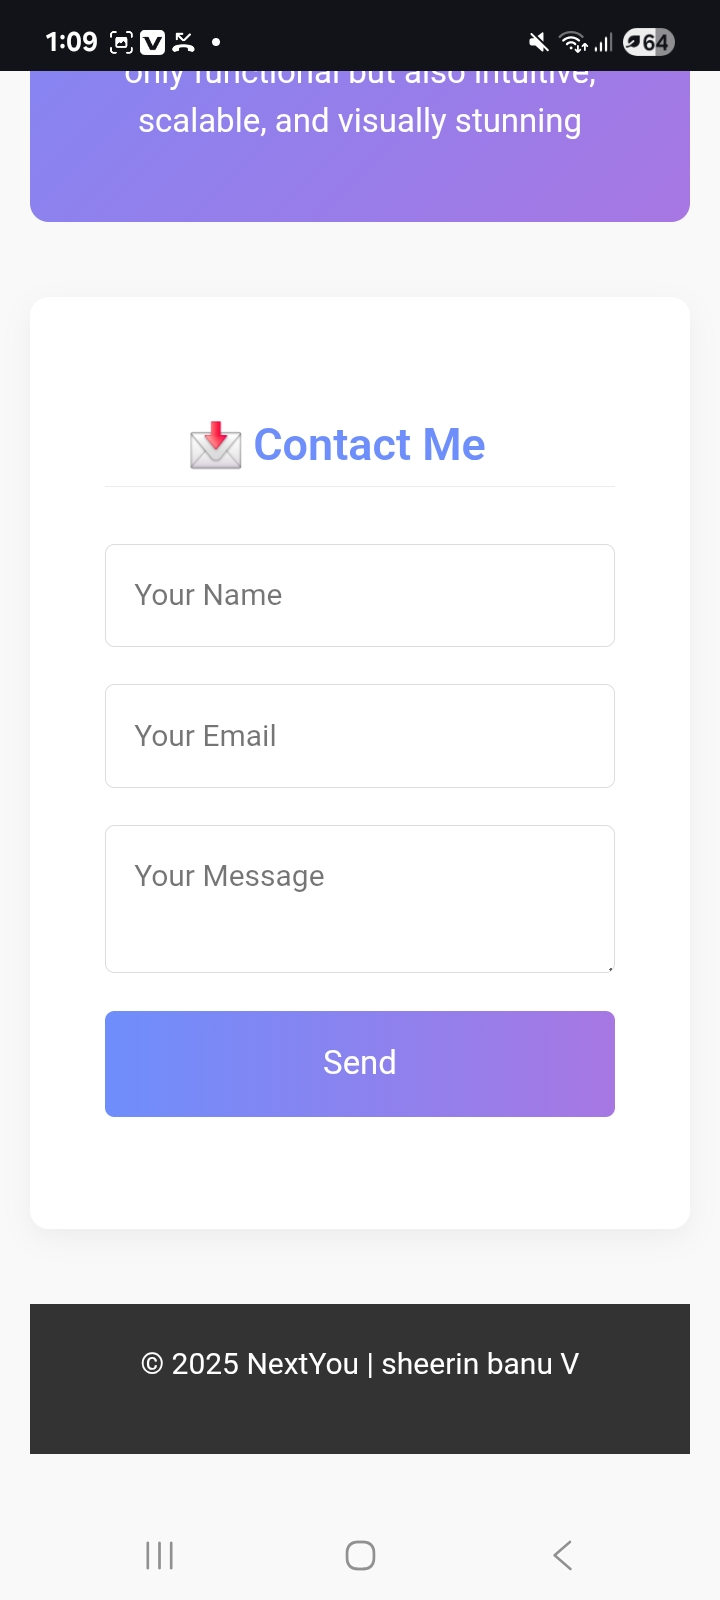 1:09
64
only functional but also intuitive,
scalable, and visually stunning
Contact Me
Your Name
Your Email
Your Message
Send
© 2025 NextYou | sheerin banu V